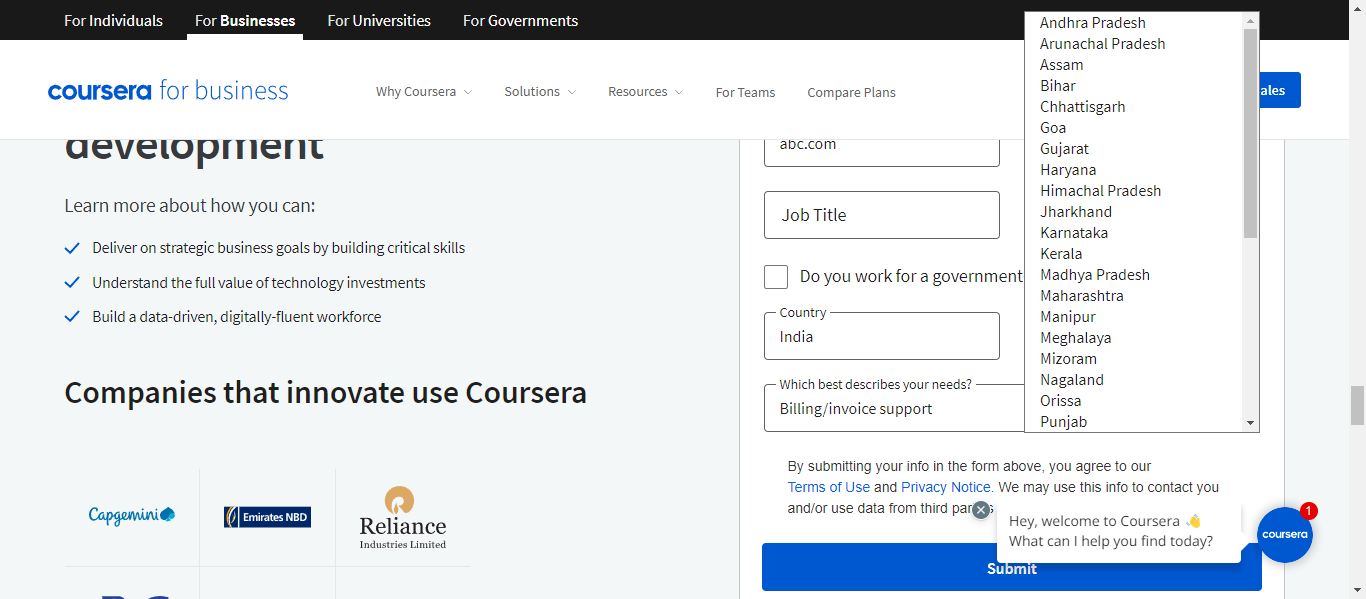 For Individuals
For Businesses
For Universities
For Governments
coursera for business
Why Coursera
Solutions
Resources
For Teams
Compare Plans
ales
development
Learn more about how you can:
Deliver on strategic business goals by building critical skills
Understand the full value of technology investments
Build a data-driven, digitally-fluent workforce
Companies that innovate use Coursera
Capgemini
Emirates NBD
Reliance
Industries Limited
abc.com
Job Title
Do you work for a government
Country
India
Which best describes your needs?
Billing/invoice support
Andhra Pradesh
Arunachal Pradesh
Assam
Bihar
Chhattisgarh
Goa
Gujarat
Haryana
Himachal Pradesh
Jharkhand
Karnataka
Kerala
Madhya Pradesh
Maharashtra
Manipur
Meghalaya
Mizoram
Nagaland
Orissa
Punjab
By submitting your info in the form above, you agree to our
Terms of Use and Privacy Notice. We may use this info to contact you
and/or use data from third
Hey, welcome to Coursera 👋
What can I help you find today?
coursera
1
Submit